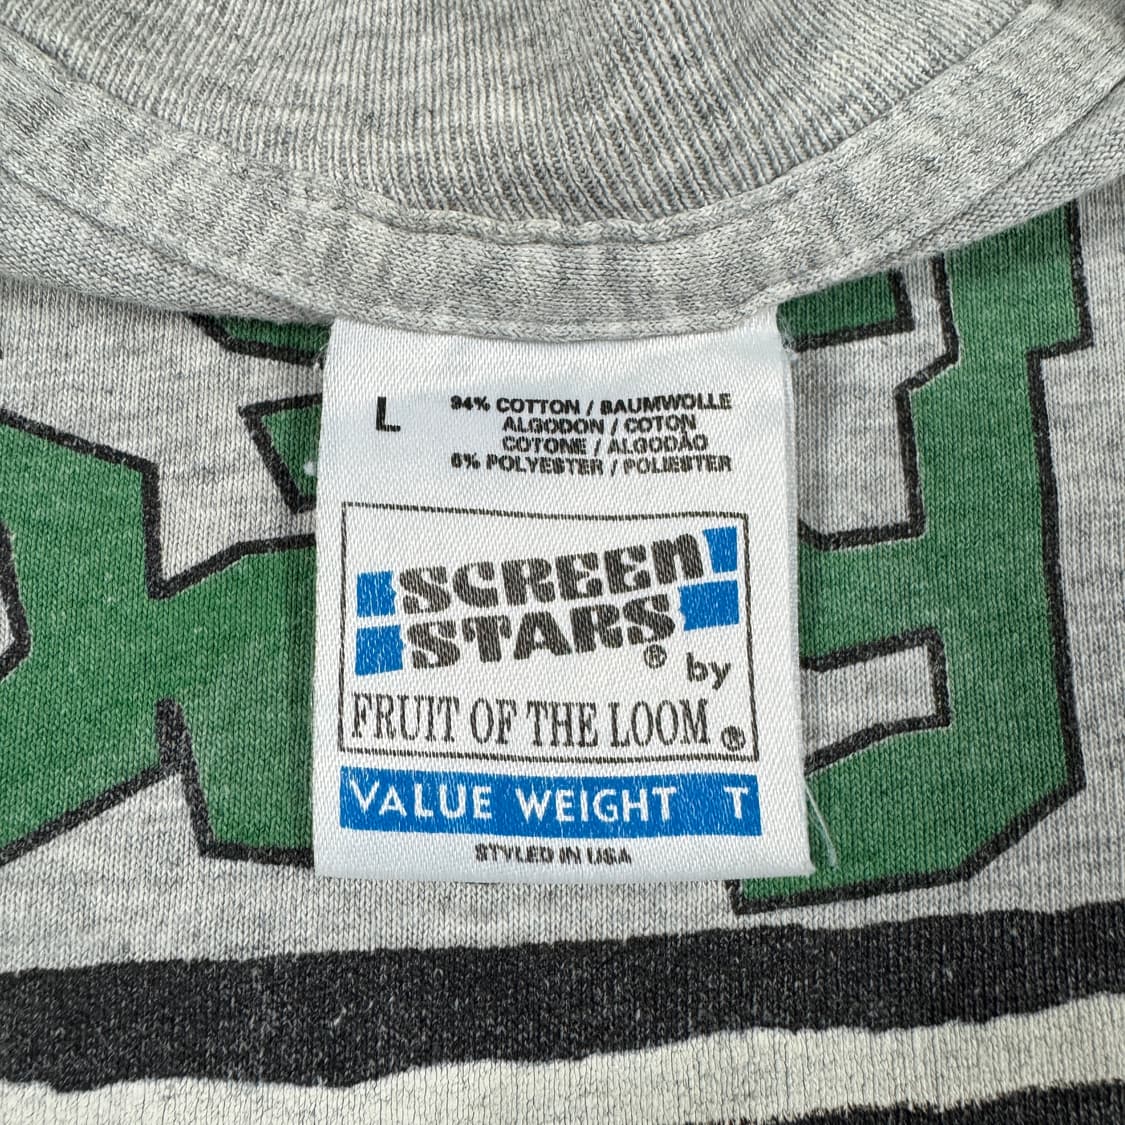 L
94% COTTON / BAUMWOLLE
ALGODON / COTON
COTONE / ALGODÃO
6% POLYESTER / POLIESTER
SCREEN
STARS® by
FRUIT OF THE LOOM®
VALUE WEIGHT T
STYLED IN USA